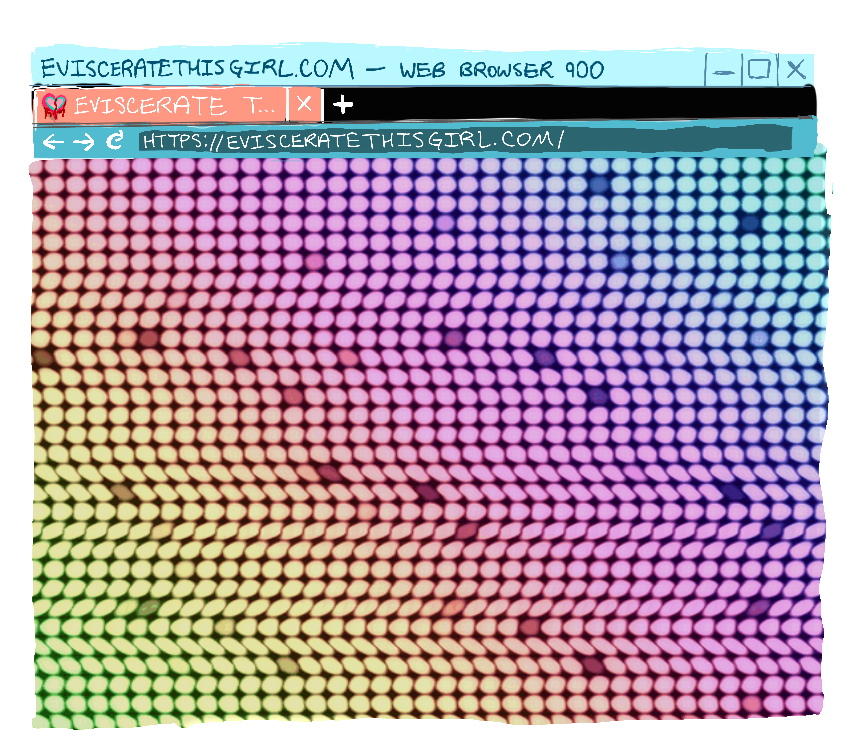 EVISCERATETHISGIRL.COM — WEB BROWSER 900
EVISCERATE T...
HTTPS://EVISCERATETHISGIRL.COM/